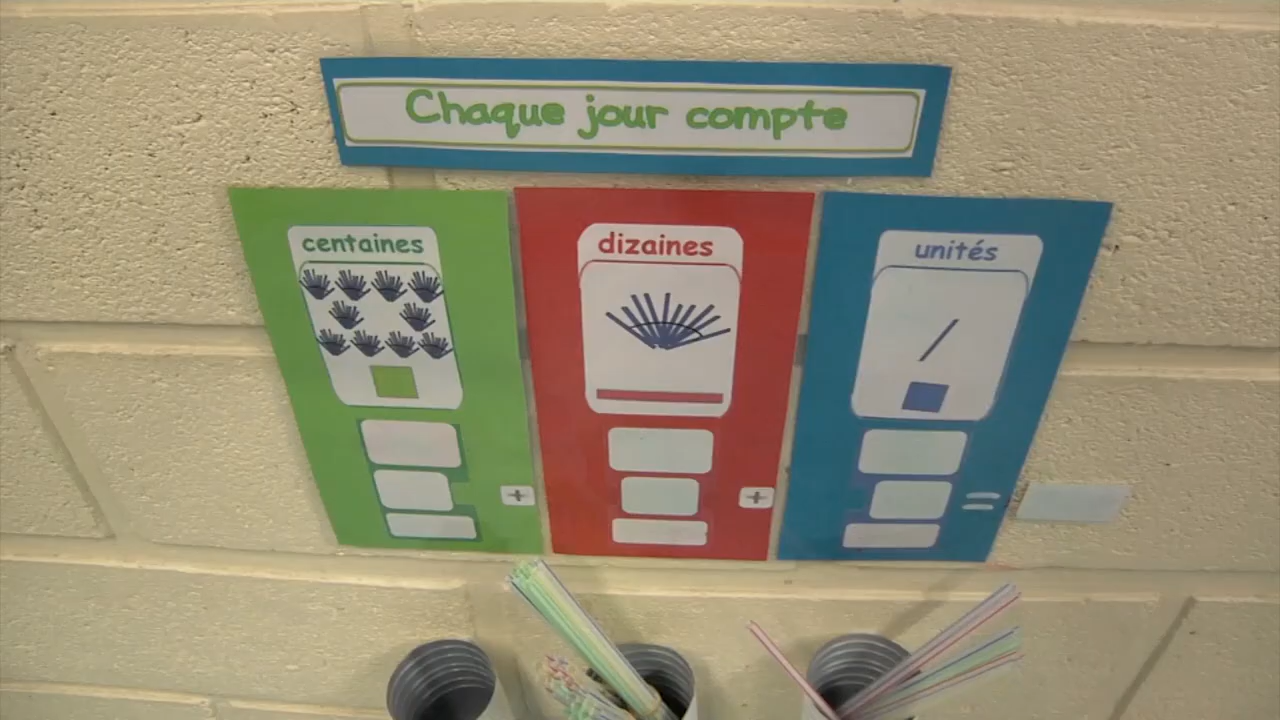 Chaque jour compte
centaines
dizaines
unités
+
+
=